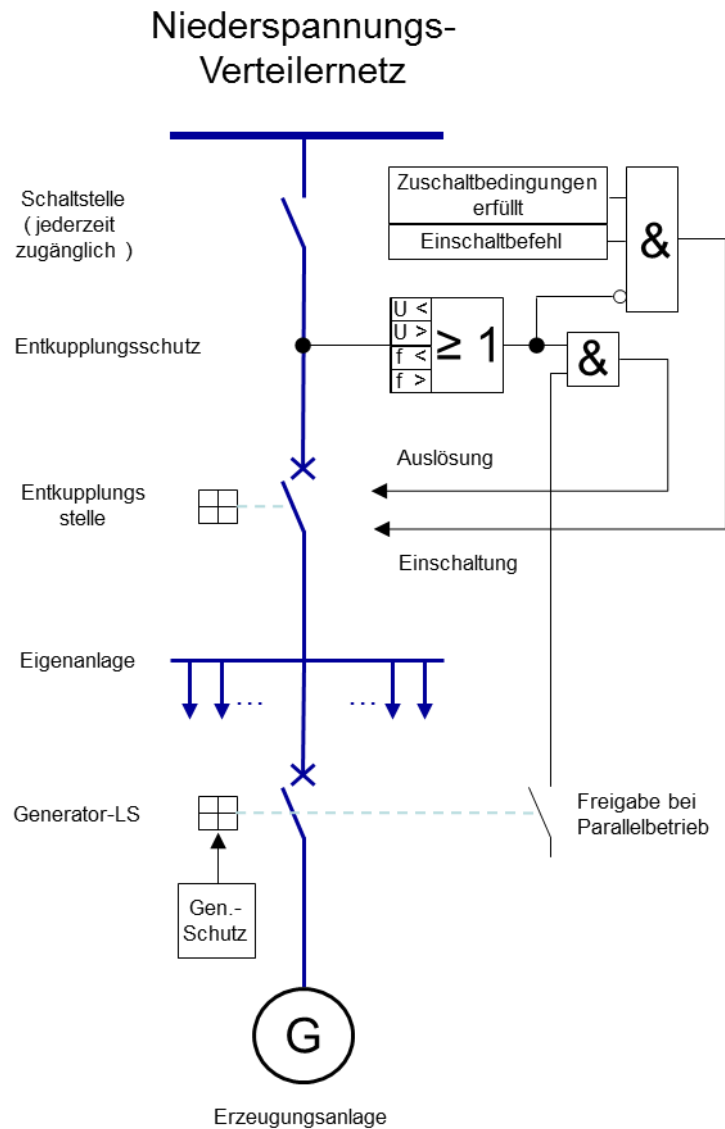 Niederspannungs-
Verteilernetz
Schaltstelle
( jederzeit
zugänglich )
Zuschaltbedingungen
erfüllt
Einschaltbefehl
&
Entkupplungsschutz
U <
U >
f <
f >
≥ 1
&
Auslösung
Entkupplungs
stelle
Einschaltung
Eigenanlage
... ...
Generator-LS
Freigabe bei
Parallelbetrieb
Gen.-
Schutz
G
Erzeugungsanlage